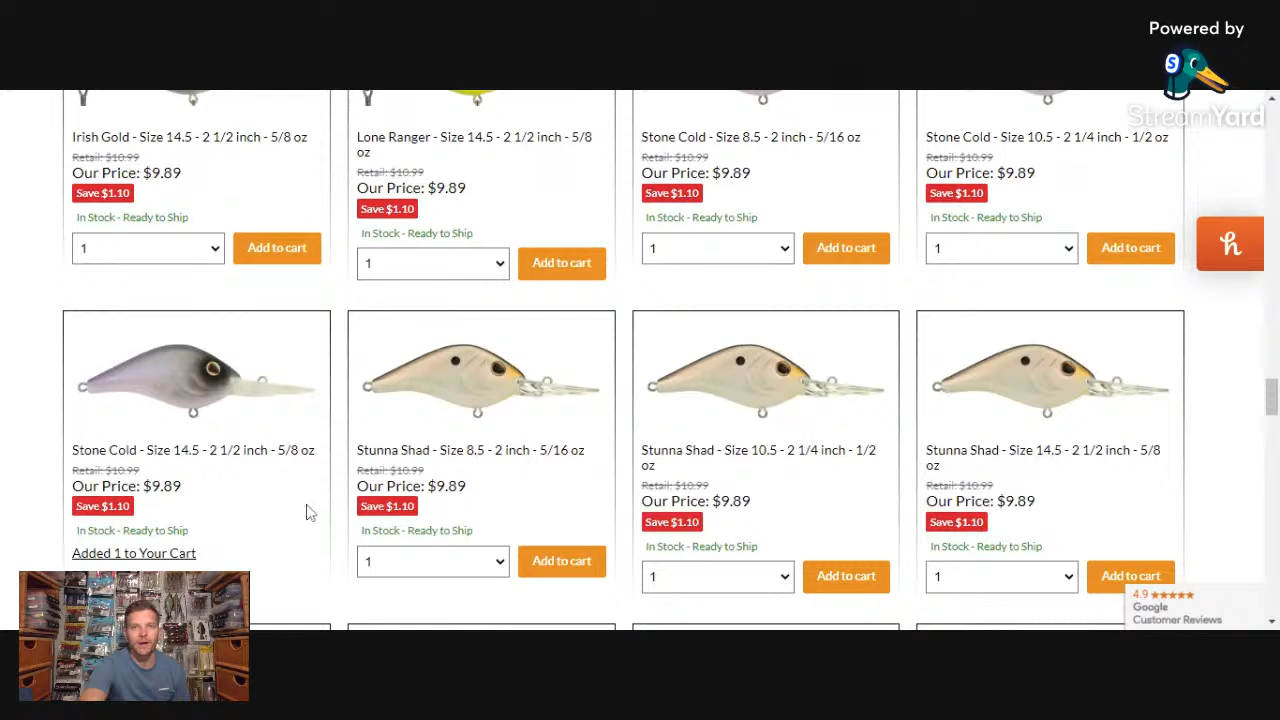 Powered by
S
StreamYard
Irish Gold - Size 14.5 - 2 1/2 inch - 5/8 oz
Retail: $10.99
Our Price: $9.89
Save $1.10
In Stock - Ready to Ship
1
Add to cart
Lone Ranger - Size 14.5 - 2 1/2 inch - 5/8
oz
Retail: $10.99
Our Price: $9.89
Save $1.10
In Stock - Ready to Ship
1
Add to cart
Stone Cold - Size 8.5 - 2 inch - 5/16 oz
Retail: $10.99
Our Price: $9.89
Save $1.10
In Stock - Ready to Ship
1
Add to cart
Stone Cold - Size 10.5 - 2 1/4 inch - 1/2 oz
Retail: $10.99
Our Price: $9.89
Save $1.10
In Stock - Ready to Ship
1
Add to cart
h
Stone Cold - Size 14.5 - 2 1/2 inch - 5/8 oz
Retail: $10.99
Our Price: $9.89
Save $1.10
In Stock - Ready to Ship
Added 1 to Your Cart
Stunna Shad - Size 8.5 - 2 inch - 5/16 oz
Retail: $10.99
Our Price: $9.89
Save $1.10
In Stock - Ready to Ship
1
Add to cart
Stunna Shad - Size 10.5 - 2 1/4 inch - 1/2
oz
Retail: $10.99
Our Price: $9.89
Save $1.10
In Stock - Ready to Ship
1
Add to cart
Stunna Shad - Size 14.5 - 2 1/2 inch - 5/8
oz
Retail: $10.99
Our Price: $9.89
Save $1.10
In Stock - Ready to Ship
1
Add to cart
4.9 ★★★★★
Google
Customer Reviews